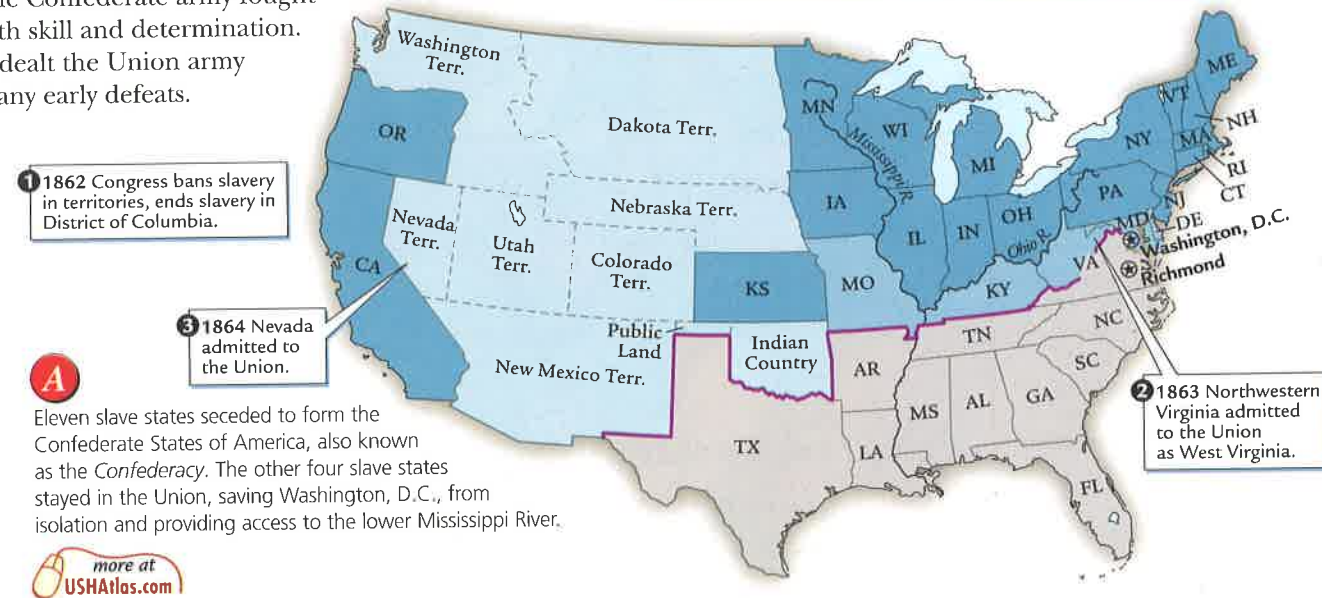 he Confederate army fought
th skill and determination.
dealt the Union army
any early defeats.
1 1862 Congress bans slavery
in territories, ends slavery in
District of Columbia.
3 1864 Nevada
admitted to
the Union.
2 1863 Northwestern
Virginia admitted
to the Union
as West Virginia.
Washington
Terr.
OR
Dakota Terr.
MN
Mississippi R.
WI
MI
ME
VT
NH
NY
MA
RI
CT
PA
NJ
DE
MD
Washington, D.C.
Richmond
Nebraska Terr.
IA
IL
IN
OH
Ohio R.
VA
Nevada
Terr.
Utah
Terr.
Colorado
Terr.
CA
KS
MO
KY
Public
Land
Indian
Country
New Mexico Terr.
TN
NC
AR
SC
MS
AL
GA
TX
LA
FL
A
Eleven slave states seceded to form the
Confederate States of America, also known
as the Confederacy. The other four slave states
stayed in the Union, saving Washington, D.C., from
isolation and providing access to the lower Mississippi River.
more at
USHAtlas.com